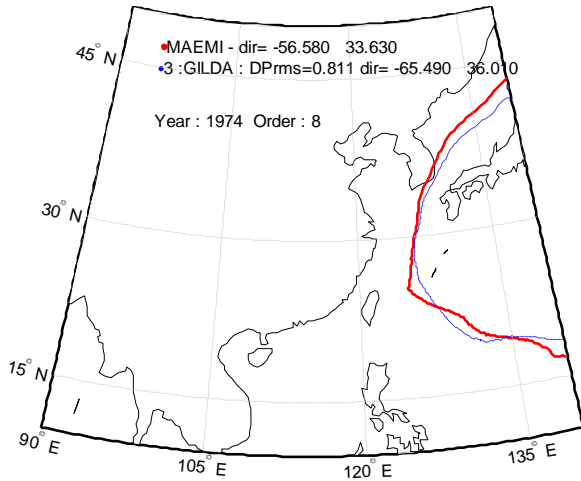 MAEMI - dir= -56.580 33.630
3 :GILDA : DPrms=0.811 dir= -65.490 36.010
Year : 1974 Order : 8
45° N
30° N
15° N
90° E
105° E
120° E
135° E